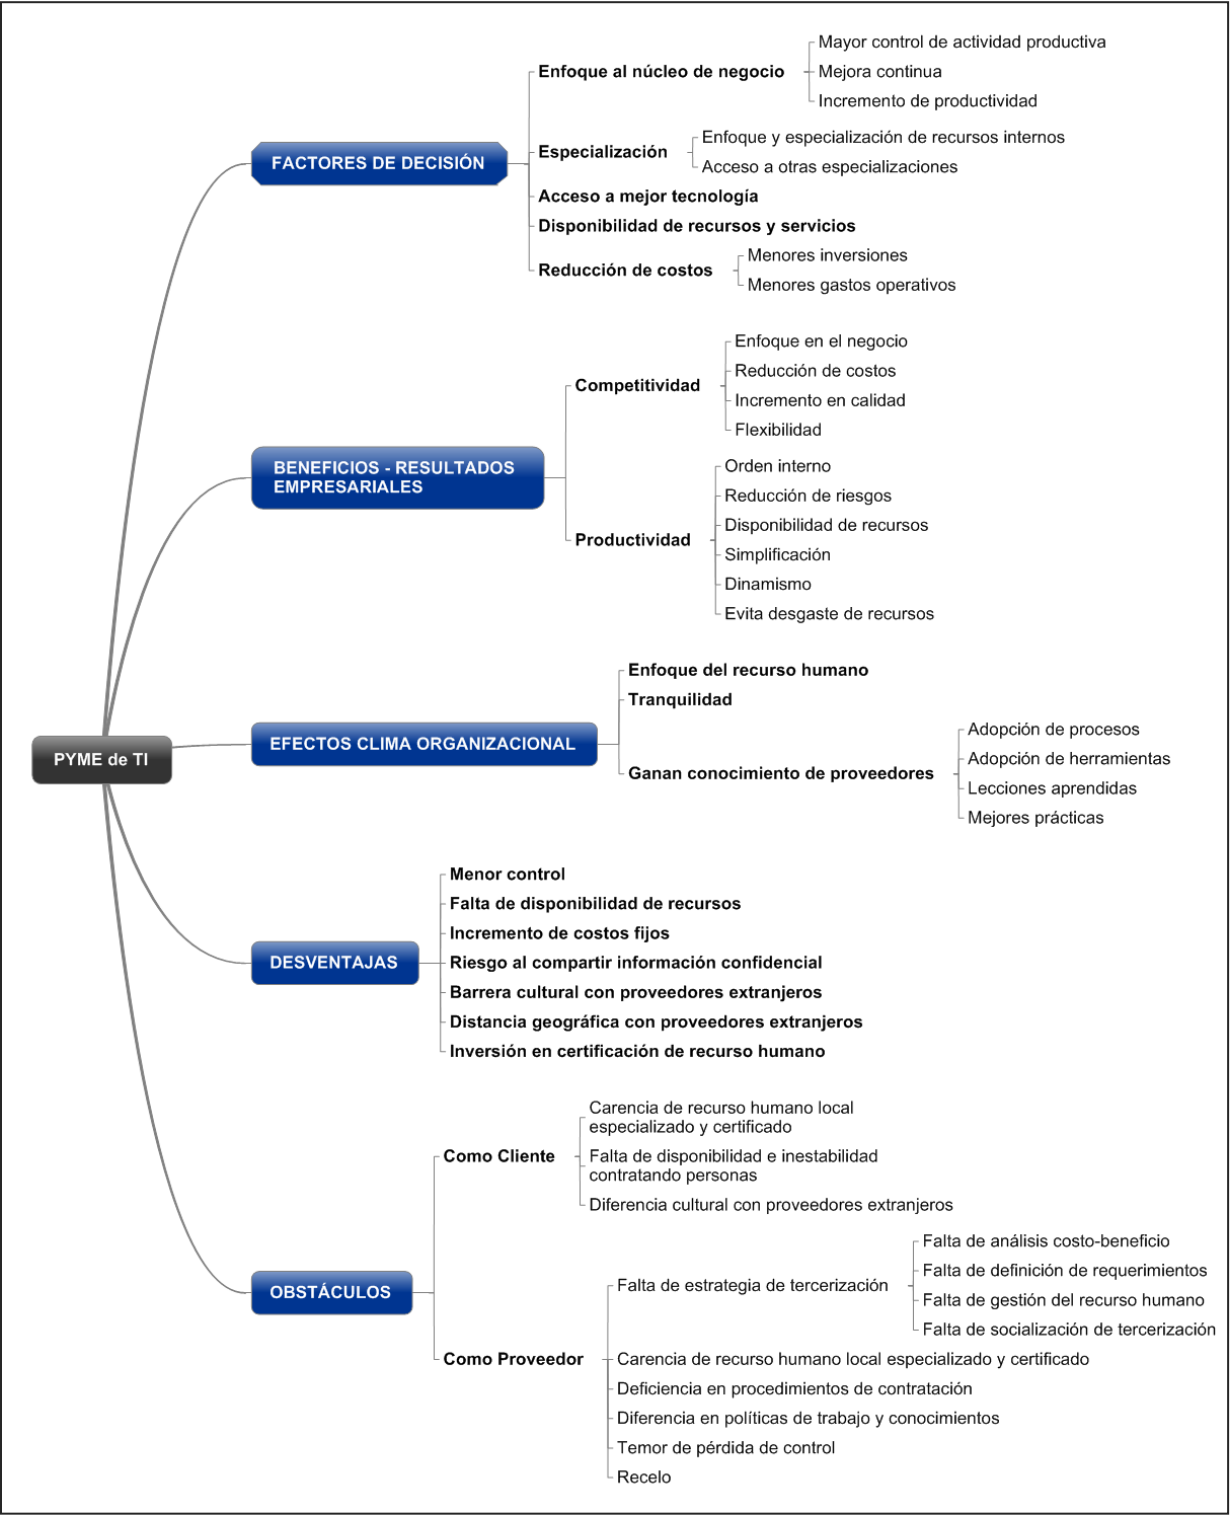 PYME de TI
FACTORES DE DECISIÓN
Enfoque al núcleo de negocio
Mayor control de actividad productiva
Mejora continua
Incremento de productividad
Especialización
Enfoque y especialización de recursos internos
Acceso a otras especializaciones
Acceso a mejor tecnología
Disponibilidad de recursos y servicios
Reducción de costos
Menores inversiones
Menores gastos operativos
BENEFICIOS - RESULTADOS
EMPRESARIALES
Competitividad
Enfoque en el negocio
Reducción de costos
Incremento en calidad
Flexibilidad
Productividad
Orden interno
Reducción de riesgos
Disponibilidad de recursos
Simplificación
Dinamismo
Evita desgaste de recursos
EFECTOS CLIMA ORGANIZACIONAL
Enfoque del recurso humano
Tranquilidad
Ganan conocimiento de proveedores
Adopción de procesos
Adopción de herramientas
Lecciones aprendidas
Mejores prácticas
DESVENTAJAS
Menor control
Falta de disponibilidad de recursos
Incremento de costos fijos
Riesgo al compartir información confidencial
Barrera cultural con proveedores extranjeros
Distancia geográfica con proveedores extranjeros
Inversión en certificación de recurso humano
OBSTÁCULOS
Como Cliente
Carencia de recurso humano local
especializado y certificado
Falta de disponibilidad e inestabilidad
contratando personas
Diferencia cultural con proveedores extranjeros
Como Proveedor
Falta de estrategia de tercerización
Falta de análisis costo-beneficio
Falta de definición de requerimientos
Falta de gestión del recurso humano
Falta de socialización de tercerización
Carencia de recurso humano local especializado y certificado
Deficiencia en procedimientos de contratación
Diferencia en políticas de trabajo y conocimientos
Temor de pérdida de control
Recelo